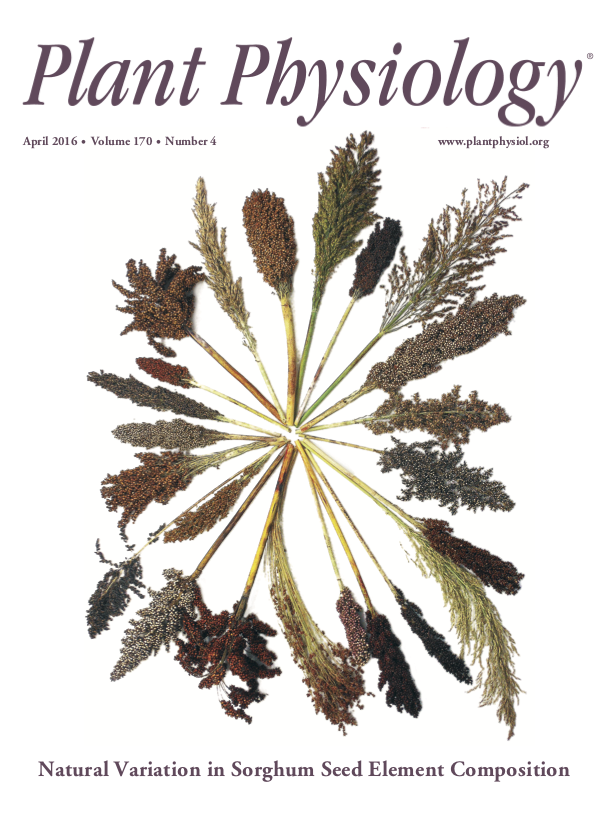 Plant Physiology®
April 2016 • Volume 170 • Number 4
www.plantphysiol.org
Natural Variation in Sorghum Seed Element Composition